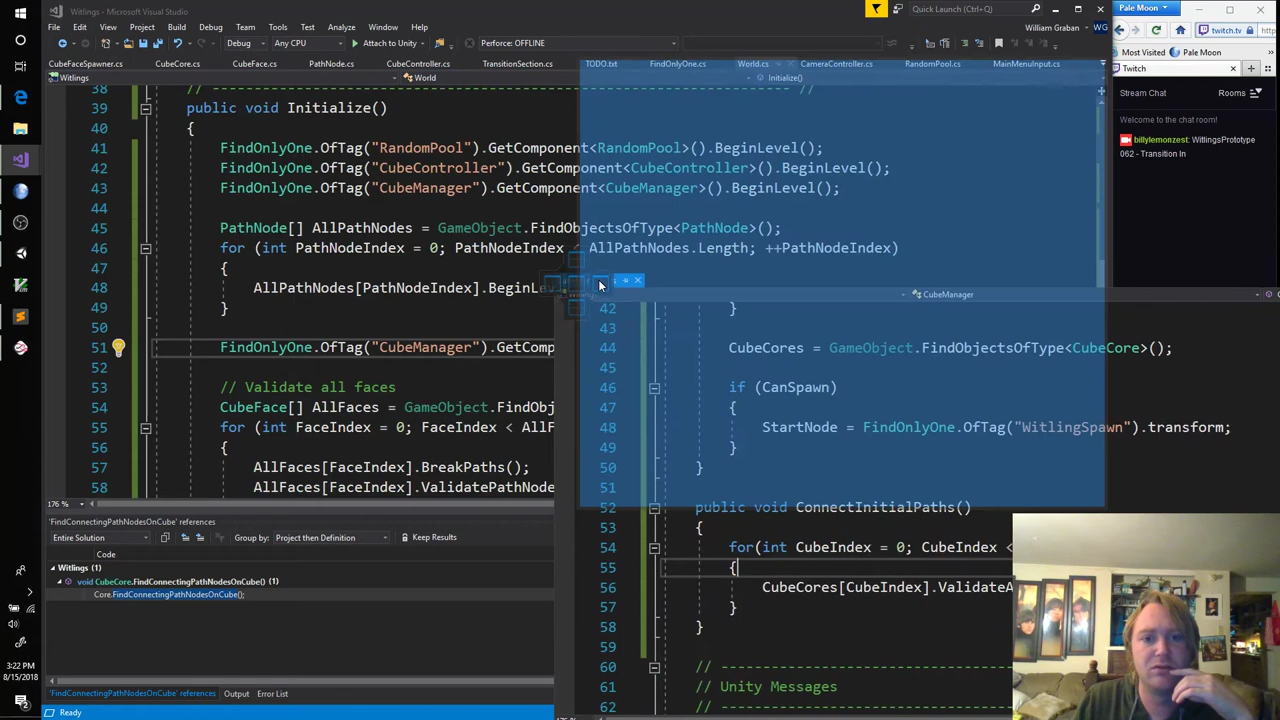 Witlings - Microsoft Visual Studio
Quick Launch (Ctrl+Q)
Pale Moon
File Edit View Project Build Debug Team Tools Test Analyze Window Help
William Graban
WG
twitch.tv
http
Debug Any CPU Attach to Unity Perforce: OFFLINE
Most Visited Pale Moon
CubeFaceSpawner.cs CubeCore.cs CubeFace.cs PathNode.cs CubeController.cs TransitionSection.cs TODO.txt FindOnlyOne.cs World.cs CameraController.cs RandomPool.cs MainMenuInput.cs
Twitch
Witlings World Initialize()
Stream Chat Rooms
Welcome to the chat room!
billylemonzest: WitlingsPrototype
062 - Transition In
38 // ---------------------------------------------------------------------- //
39 public void Initialize()
40 {
41 FindOnlyOne.OfTag("RandomPool").GetComponent<RandomPool>().BeginLevel();
42 FindOnlyOne.OfTag("CubeController").GetComponent<CubeController>().BeginLevel();
43 FindOnlyOne.OfTag("CubeManager").GetComponent<CubeManager>().BeginLevel();
44
45 PathNode[] AllPathNodes = GameObject.FindObjectsOfType<PathNode>();
46 for (int PathNodeIndex = 0; PathNodeIndex < AllPathNodes.Length; ++PathNodeIndex)
47 {
48 AllPathNodes[PathNodeIndex].BeginLev
49 }
50
51 FindOnlyOne.OfTag("CubeManager").GetComp
52
53 // Validate all faces
54 CubeFace[] AllFaces = GameObject.FindObj
55 for (int FaceIndex = 0; FaceIndex < AllF
56 {
57 AllFaces[FaceIndex].BreakPaths();
58 AllFaces[FaceIndex].ValidatePathNode
176 %
CubeManager
42 }
43
44 CubeCores = GameObject.FindObjectsOfType<CubeCore>();
45
46 if (CanSpawn)
47 {
48 StartNode = FindOnlyOne.OfTag("WitlingSpawn").transform;
49 }
50 }
51
52 public void ConnectInitialPaths()
53 {
54 for(int CubeIndex = 0; CubeIndex <
55 {
56 CubeCores[CubeIndex].ValidateA
57 }
58 }
59
60 // -----------------------------------
61 // Unity Messages
62 // -----------------------------------
176 %
'FindConnectingPathNodesOnCube' references
Entire Solution Group by: Project then Definition Keep Results
Code
Witlings (1)
void CubeCore.FindConnectingPathNodesOnCube() (1)
Core.FindConnectingPathNodesOnCube();
'FindConnectingPathNodesOnCube' references Output Error List
Ready
3:22 PM
8/15/2018
2